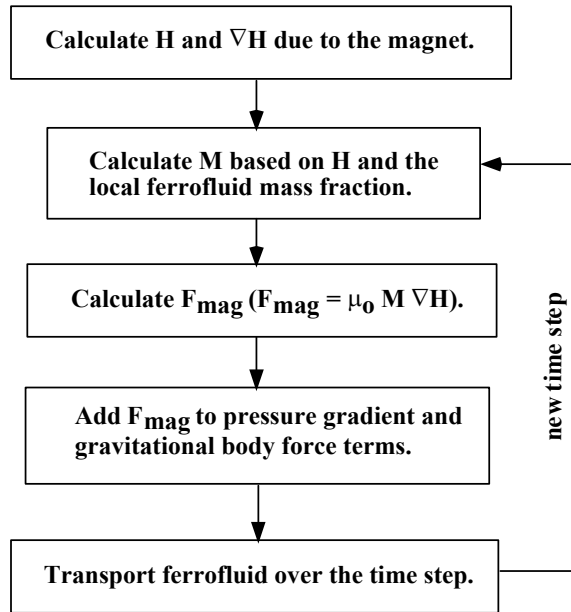 Calculate H and ∇H due to the magnet.
Calculate M based on H and the
local ferrofluid mass fraction.
Calculate Fmag (Fmag = μo M ∇H).
Add Fmag to pressure gradient and
gravitational body force terms.
Transport ferrofluid over the time step.
new time step